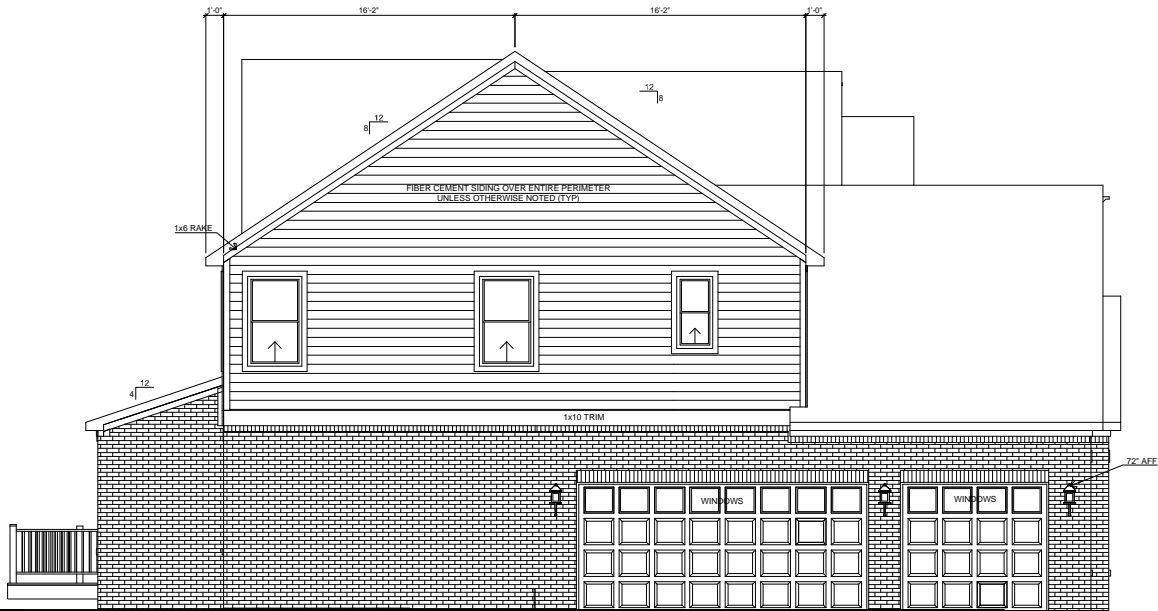 1'-0" 16'-2" 16'-2" 1'-0"
12
8
12
8
FIBER CEMENT SIDING OVER ENTIRE PERIMETER
UNLESS OTHERWISE NOTED (TYP)
1x6 RAKE
12
4
1x10 TRIM
72" AFF
WINDOWS
WINDOWS